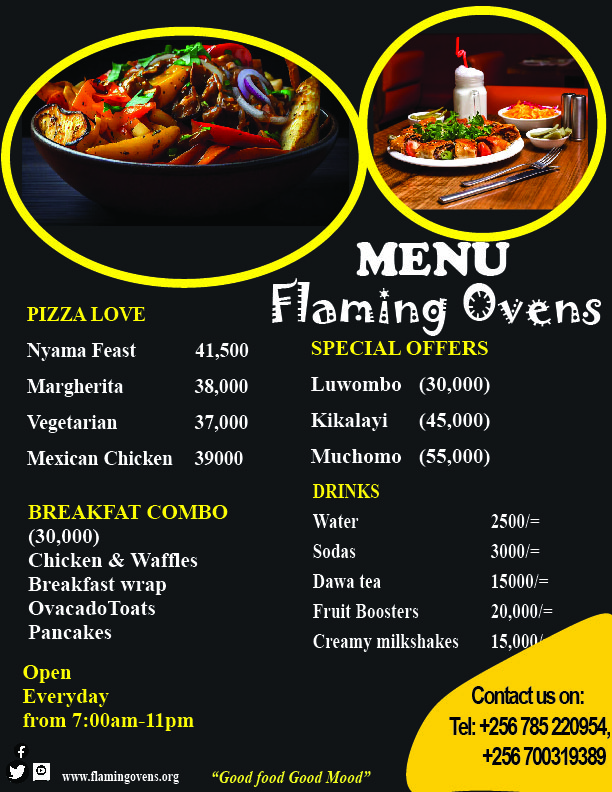 MENU
Flaming Ovens
PIZZA LOVE
Nyama Feast 41,500
Margherita 38,000
Vegetarian 37,000
Mexican Chicken 39000
BREAKFAT COMBO
(30,000)
Chicken & Waffles
Breakfast wrap
OvacadoToats
Pancakes
Open
Everyday
from 7:00am-11pm
SPECIAL OFFERS
Luwombo (30,000)
Kikalayi (45,000)
Muchomo (55,000)
DRINKS
Water 2500/=
Sodas 3000/=
Dawa tea 15000/=
Fruit Boosters 20,000/=
Creamy milkshakes 15,000/
Contact us on:
Tel: +256 785 220954,
+256 700319389
www.flamingovens.org
“Good food Good Mood”